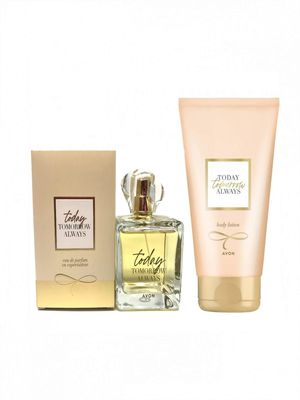 today
TOMORROW
ALWAYS
eau de parfum
en vaporisateur
today
TOMORROW
ALWAYS
AVON
TODAY
tomorrow
ALWAYS
body lotion
AVON